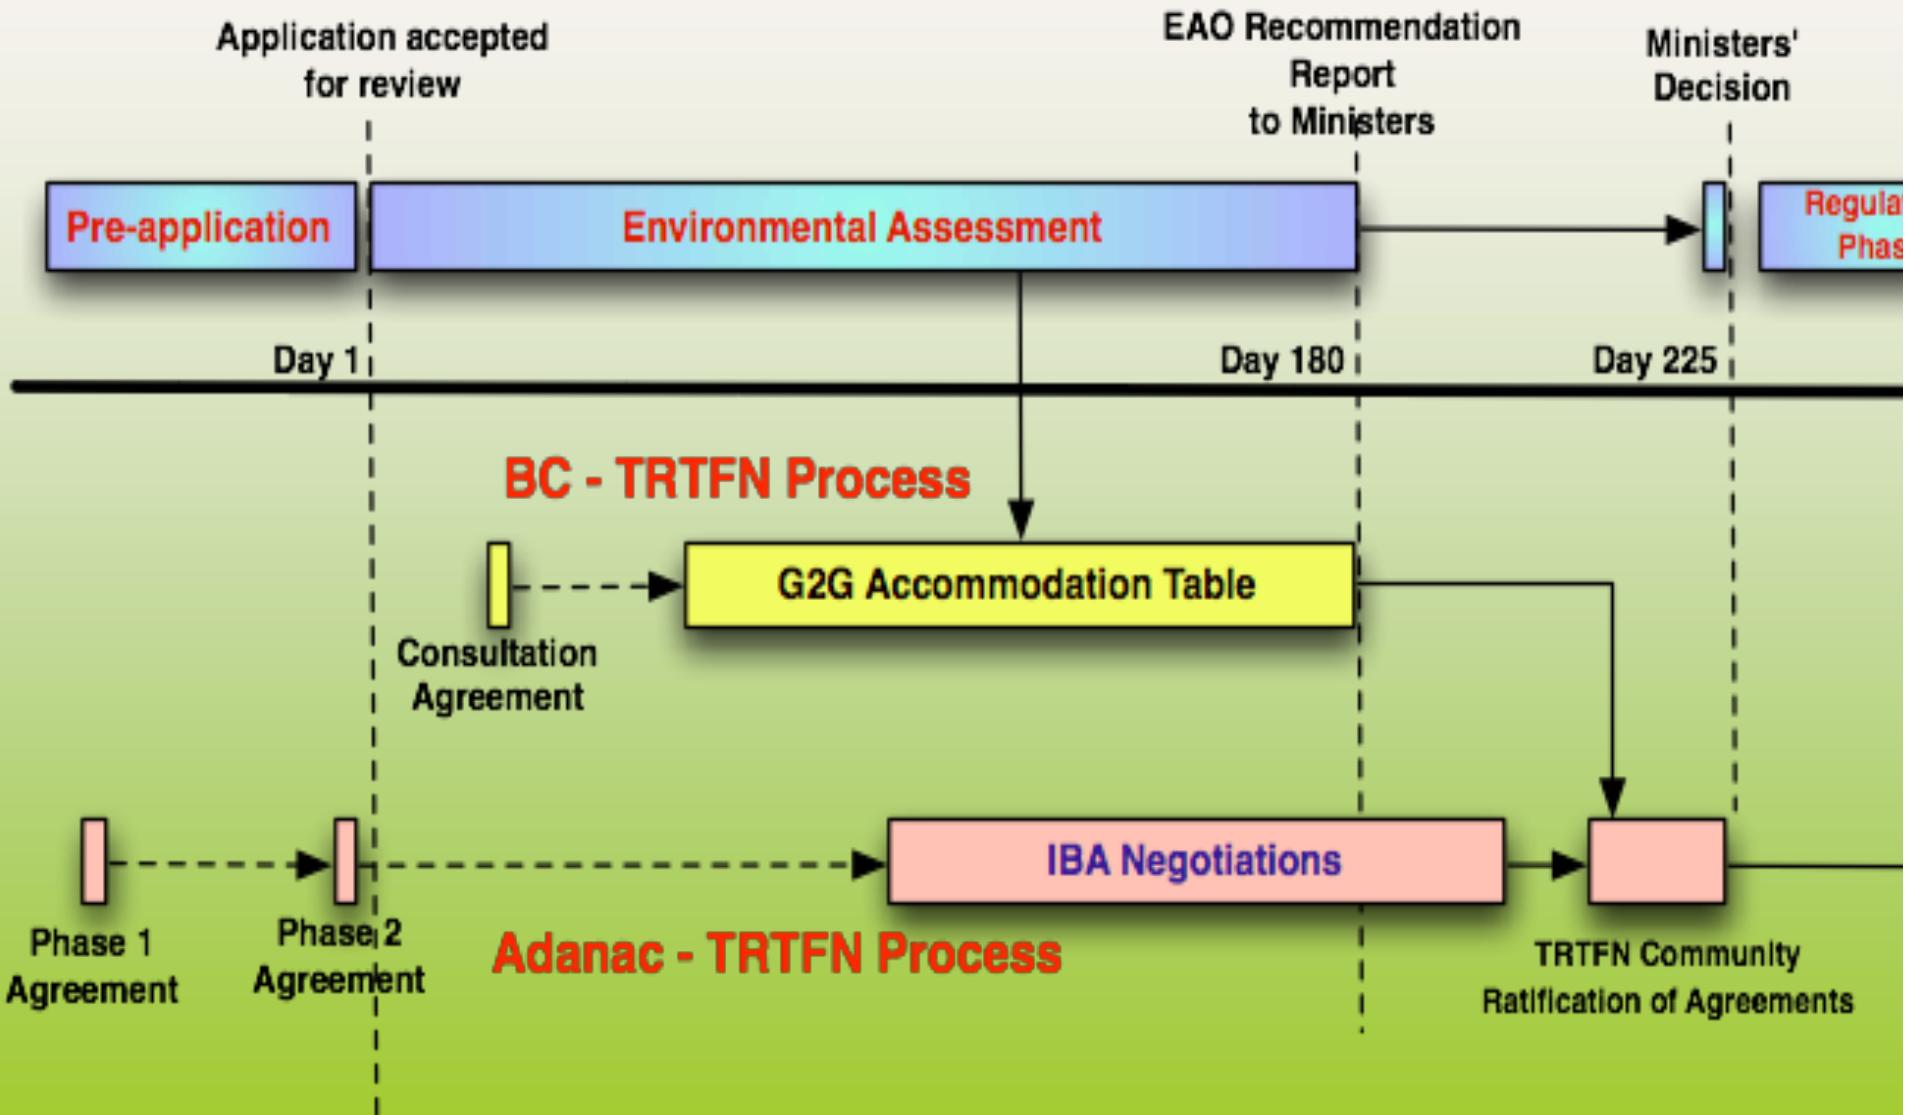 Application accepted
for review
EAO Recommendation
Report
to Ministers
Ministers'
Decision
Pre-application
Environmental Assessment
Regula
Phas
Day 1
Day 180
Day 225
BC - TRTFN Process
G2G Accommodation Table
Consultation
Agreement
IBA Negotiations
Phase 1
Agreement
Phase 2
Agreement
Adanac - TRTFN Process
TRTFN Community
Ratification of Agreements